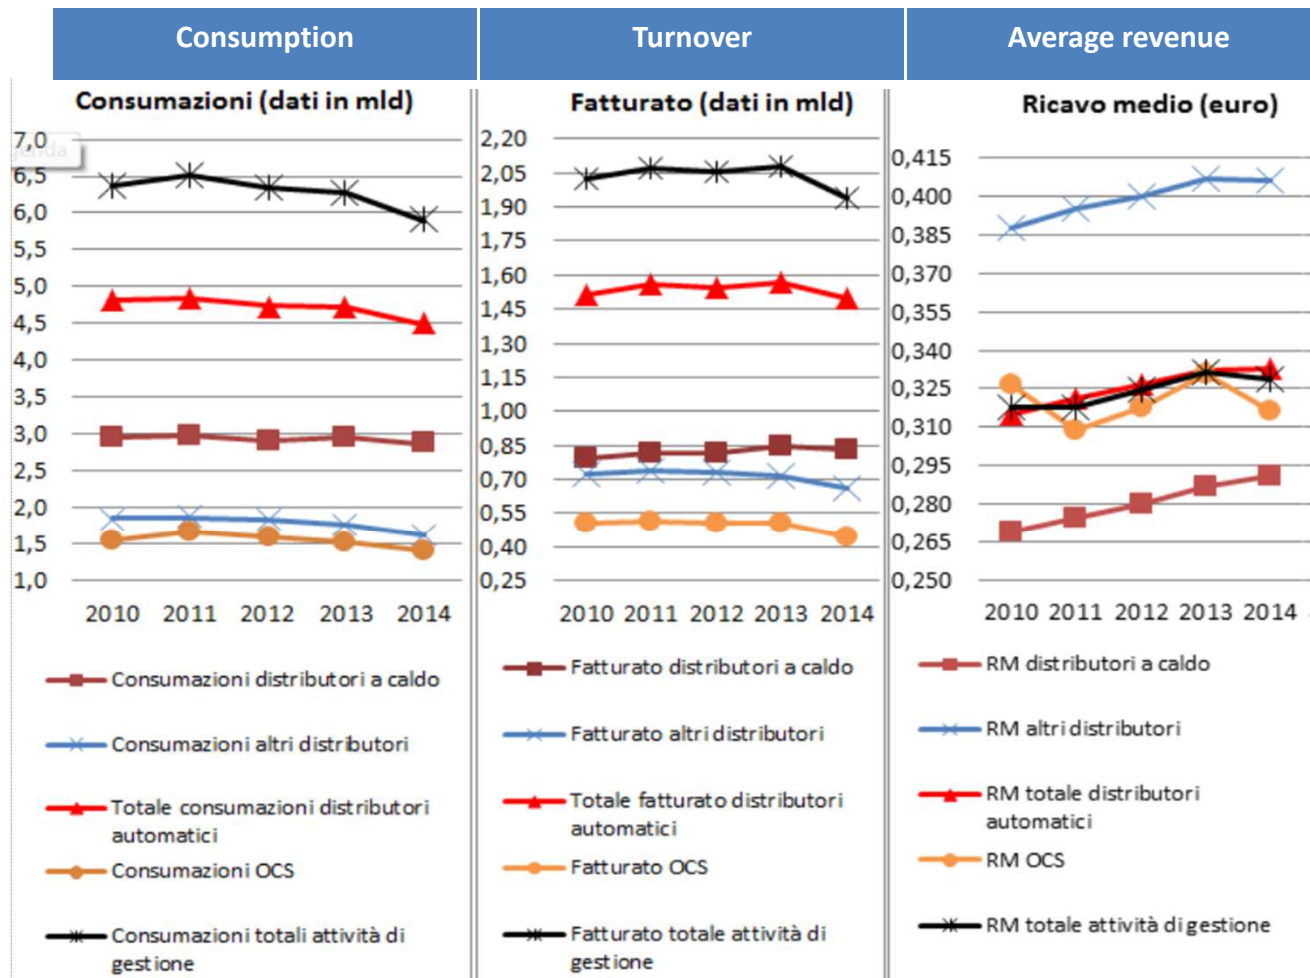 Consumption
Turnover
Average revenue
Consumazioni (dati in mld)
7,0
6,5
6,0
5,5
5,0
4,5
4,0
3,5
3,0
2,5
2,0
1,5
1,0
2010 2011 2012 2013 2014
Consumazioni distributori a caldo
Consumazioni altri distributori
Totale consumazioni distributori
automatici
Consumazioni OCS
Consumazioni totali attività di
gestione
Fatturato (dati in mld)
2,20
2,05
1,90
1,75
1,60
1,45
1,30
1,15
1,00
0,85
0,70
0,55
0,40
0,25
2010 2011 2012 2013 2014
Fatturato distributori a caldo
Fatturato altri distributori
Totale fatturato distributori
automatici
Fatturato OCS
Fatturato totale attività di
gestione
Ricavo medio (euro)
0,415
0,400
0,385
0,370
0,355
0,340
0,325
0,310
0,295
0,280
0,265
0,250
2010 2011 2012 2013 2014
RM distributori a caldo
RM altri distributori
RM totale distributori
automatici
RM OCS
RM totale attività di gestione